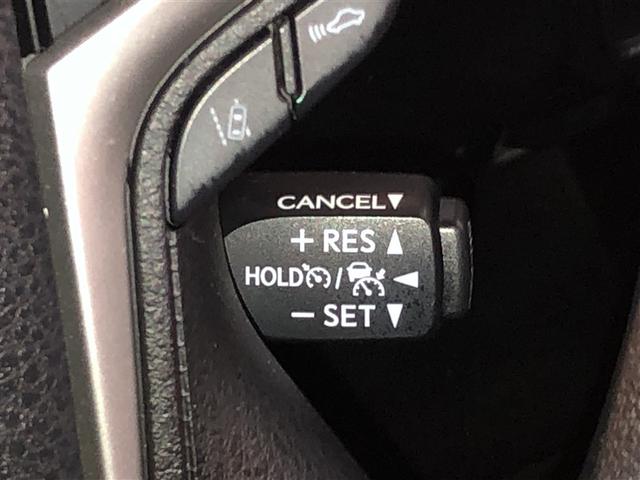 CANCEL▼
+ RES ▲
HOLD / ◀
− SET ▼